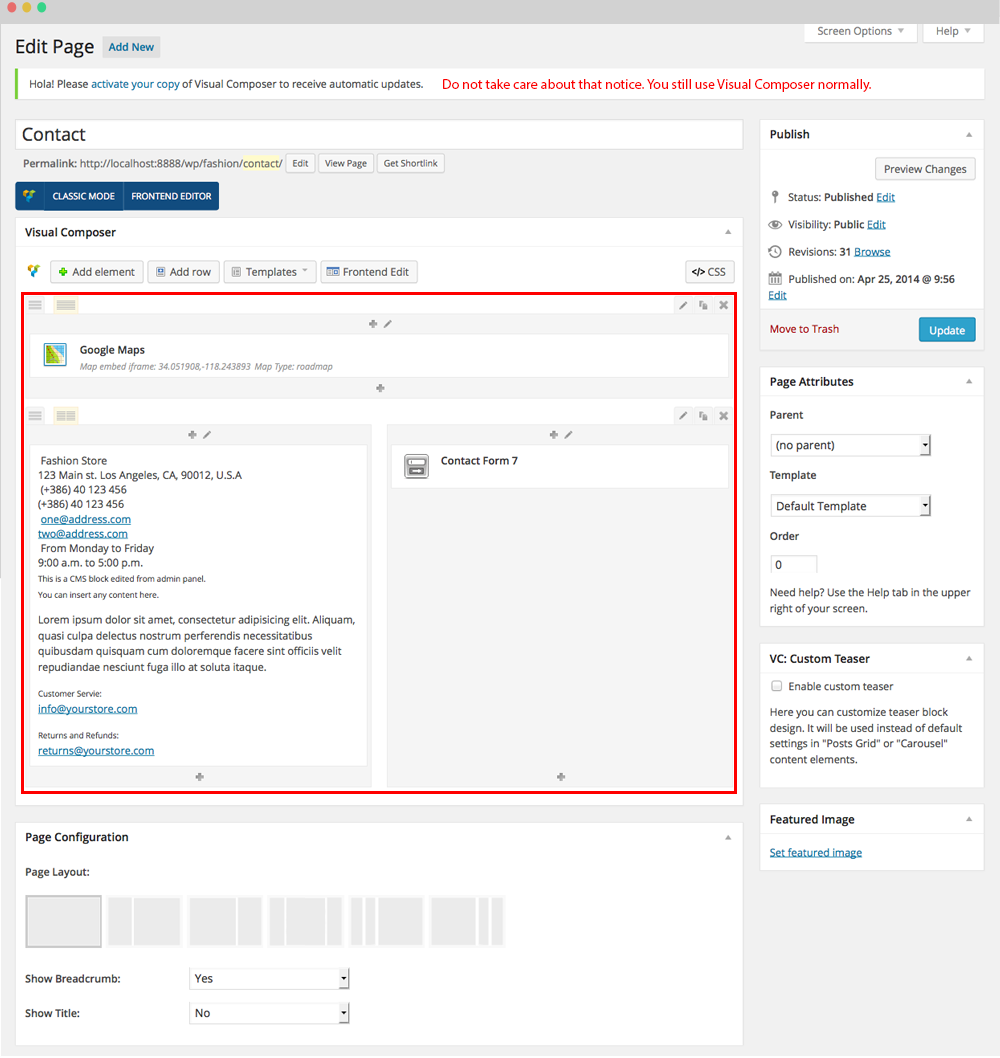 Screen Options
Help
Edit Page
Add New
Hola! Please activate your copy of Visual Composer to receive automatic updates.
Do not take care about that notice. You still use Visual Composer normally.
Contact
Permalink: http://localhost:8888/wp/fashion/contact/
Edit
View Page
Get Shortlink
CLASSIC MODE
FRONTEND EDITOR
Visual Composer
Add element
Add row
Templates
Frontend Edit
</> CSS
Google Maps
Map embed iframe: 34.051908,-118.243893 Map Type: roadmap
Fashion Store
123 Main st. Los Angeles, CA, 90012, U.S.A
(+386) 40 123 456
(+386) 40 123 456
one@address.com
two@address.com
From Monday to Friday
9:00 a.m. to 5:00 p.m.
This is a CMS block edited from admin panel.
You can insert any content here.
Lorem ipsum dolor sit amet, consectetur adipisicing elit. Aliquam,
quasi culpa delectus nostrum perferendis necessitatibus
quibusdam quisquam cum doloremque facere sint officiis velit
repudiandae nesciunt fuga illo at soluta itaque.
Customer Servie:
info@yourstore.com
Returns and Refunds:
returns@yourstore.com
Contact Form 7
Page Configuration
Page Layout:
Show Breadcrumb:
Yes
Show Title:
No
Publish
Preview Changes
Status: Published Edit
Visibility: Public Edit
Revisions: 31 Browse
Published on: Apr 25, 2014 @ 9:56
Edit
Move to Trash
Update
Page Attributes
Parent
(no parent)
Template
Default Template
Order
0
Need help? Use the Help tab in the upper
right of your screen.
VC: Custom Teaser
Enable custom teaser
Here you can customize teaser block
design. It will be used instead of default
settings in "Posts Grid" or "Carousel"
content elements.
Featured Image
Set featured image